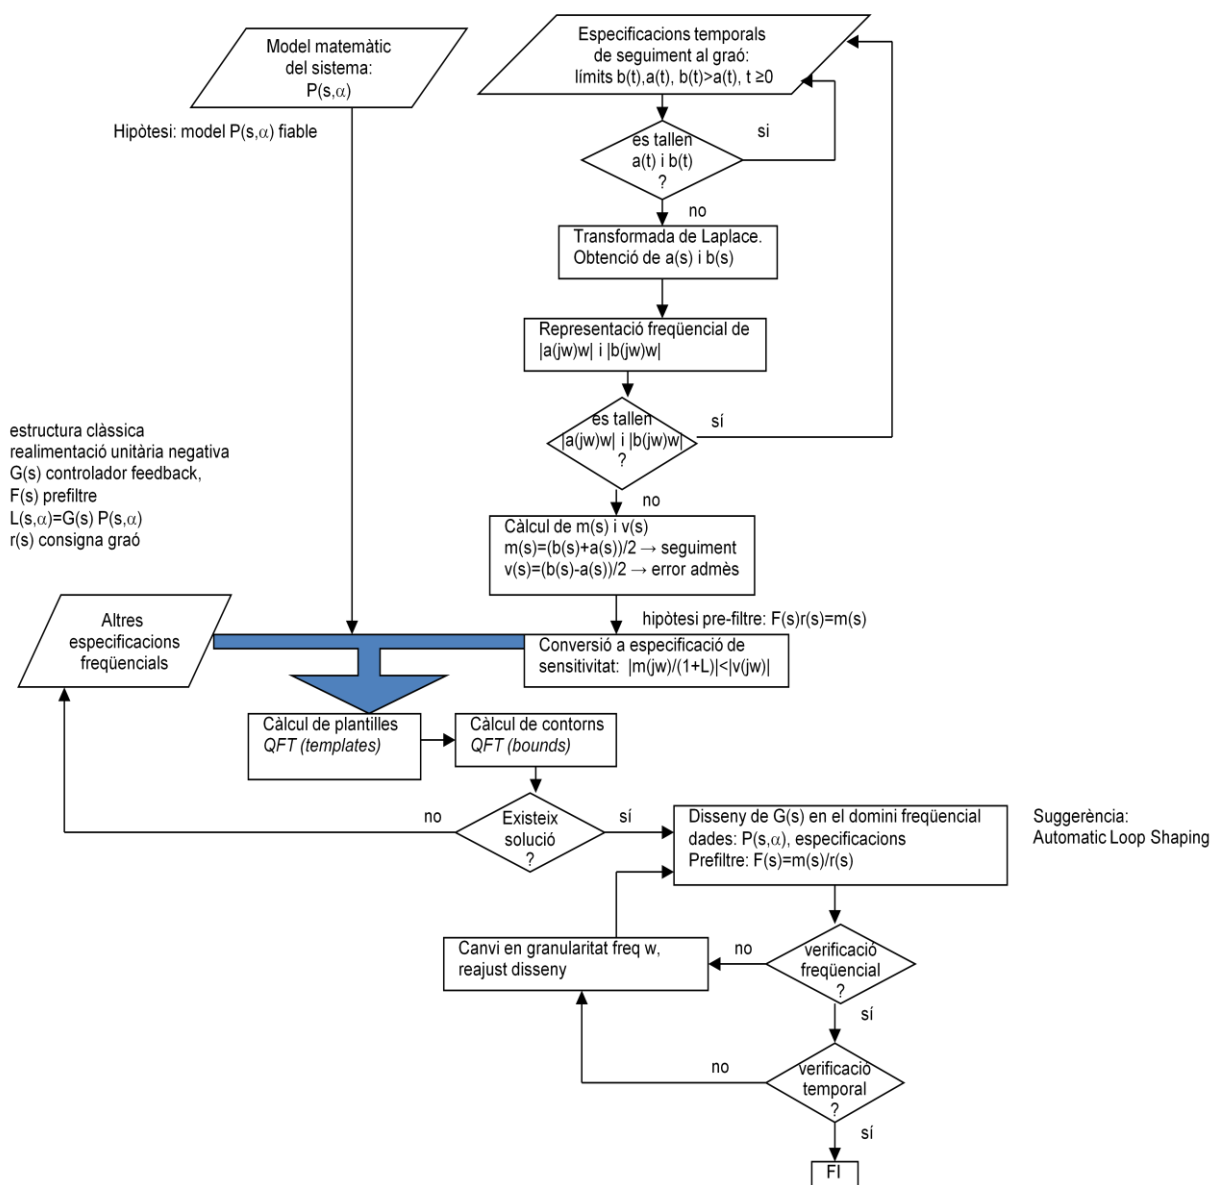 Model matemàtic
del sistema:
P(s,α)
Hipòtesi: model P(s,α) fiable
Especificacions temporals
de seguiment al graó:
límits b(t),a(t), b(t)>a(t), t ≥0
es tallen
a(t) i b(t)
?
si
no
Transformada de Laplace.
Obtenció de a(s) i b(s)
Representació freqüencial de
|a(jw)w| i |b(jw)w|
es tallen
|a(jw)w| i |b(jw)w|
?
sí
no
estructura clàssica
realimentació unitària negativa
G(s) controlador feedback,
F(s) prefiltre
L(s,α)=G(s) P(s,α)
r(s) consigna graó
Càlcul de m(s) i v(s)
m(s)=(b(s)+a(s))/2 → seguiment
v(s)=(b(s)-a(s))/2 → error admès
hipòtesi pre-filtre: F(s)r(s)=m(s)
Altres
especificacions
freqüencials
Conversió a especificació de
sensitivitat: |m(jw)/(1+L)|<|v(jw)|
Càlcul de plantilles
QFT (templates)
Càlcul de contorns
QFT (bounds)
Existeix
solució
?
no
sí
Disseny de G(s) en el domini freqüencial
dades: P(s,α), especificacions
Prefiltre: F(s)=m(s)/r(s)
Suggerència:
Automatic Loop Shaping
Canvi en granularitat freq w,
reajust disseny
no
verificació
freqüencial
?
sí
no
verificació
temporal
?
sí
FI